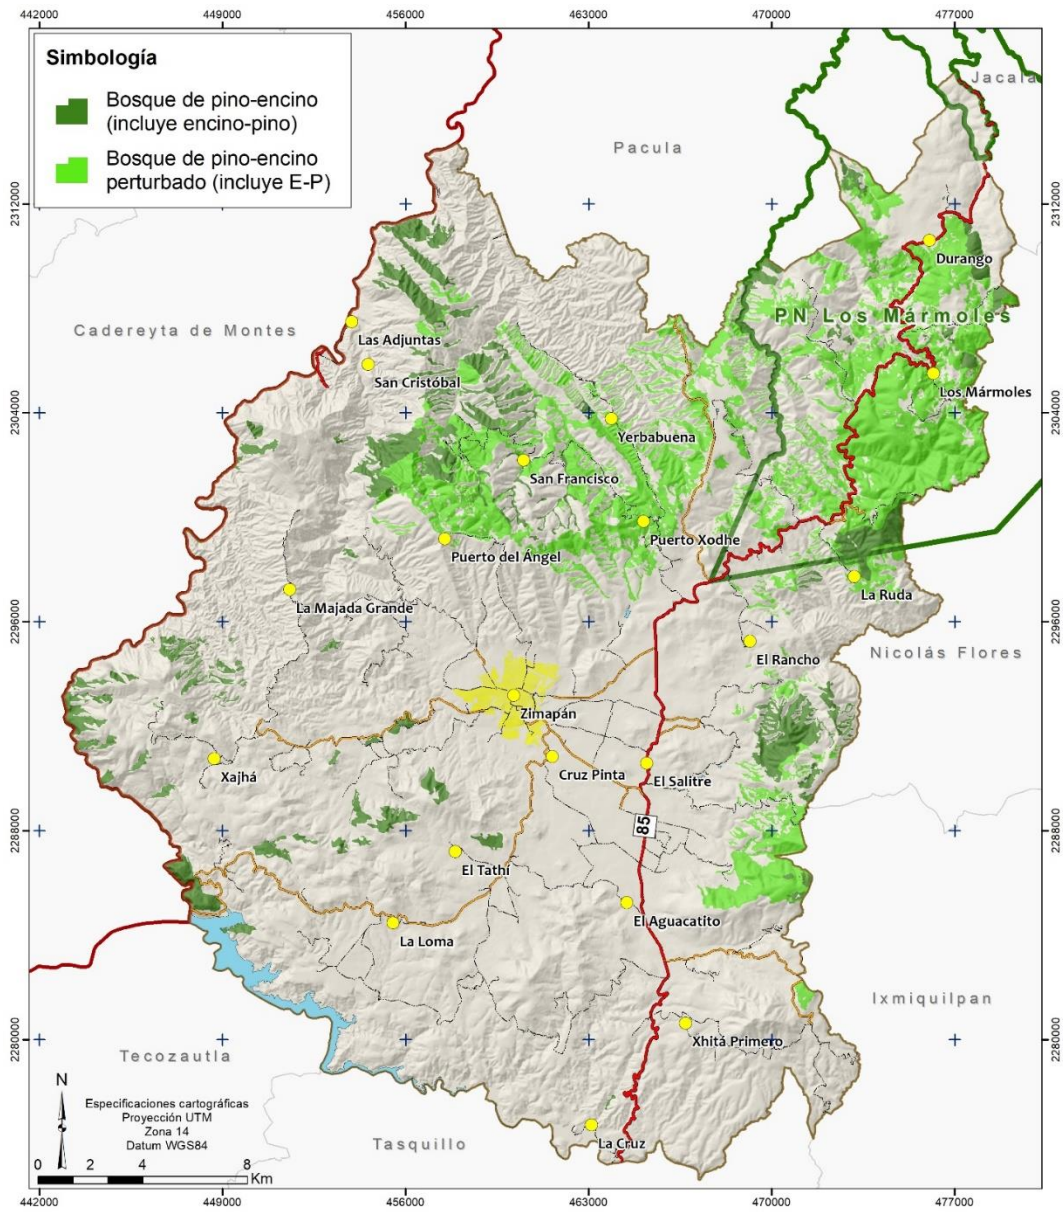 442000
449000
456000
463000
470000
477000
Simbología
Bosque de pino-encino
(incluye encino-pino)
Bosque de pino-encino
perturbado (incluye E-P)
Jacala
Pacula
2312000
2312000
Durango
PN Los Mármoles
Cadereyta de Montes
Las Adjuntas
San Cristóbal
Los Mármoles
2304000
2304000
Yerbabuena
San Francisco
Puerto Xodhe
Puerto del Ángel
La Ruda
La Majada Grande
2296000
2296000
El Rancho
Nicolás Flores
Zimapán
Xajhá
Cruz Pinta
El Salitre
85
2288000
2288000
El Tathí
El Aguacatito
La Loma
Ixmiquilpan
Xhitá Primero
2280000
2280000
Tecozautla
N
Especificaciones cartográficas
Proyección UTM
Zona 14
Datum WGS84
Tasquillo
La Cruz
0 2 4 8
Km
442000
449000
456000
463000
470000
477000